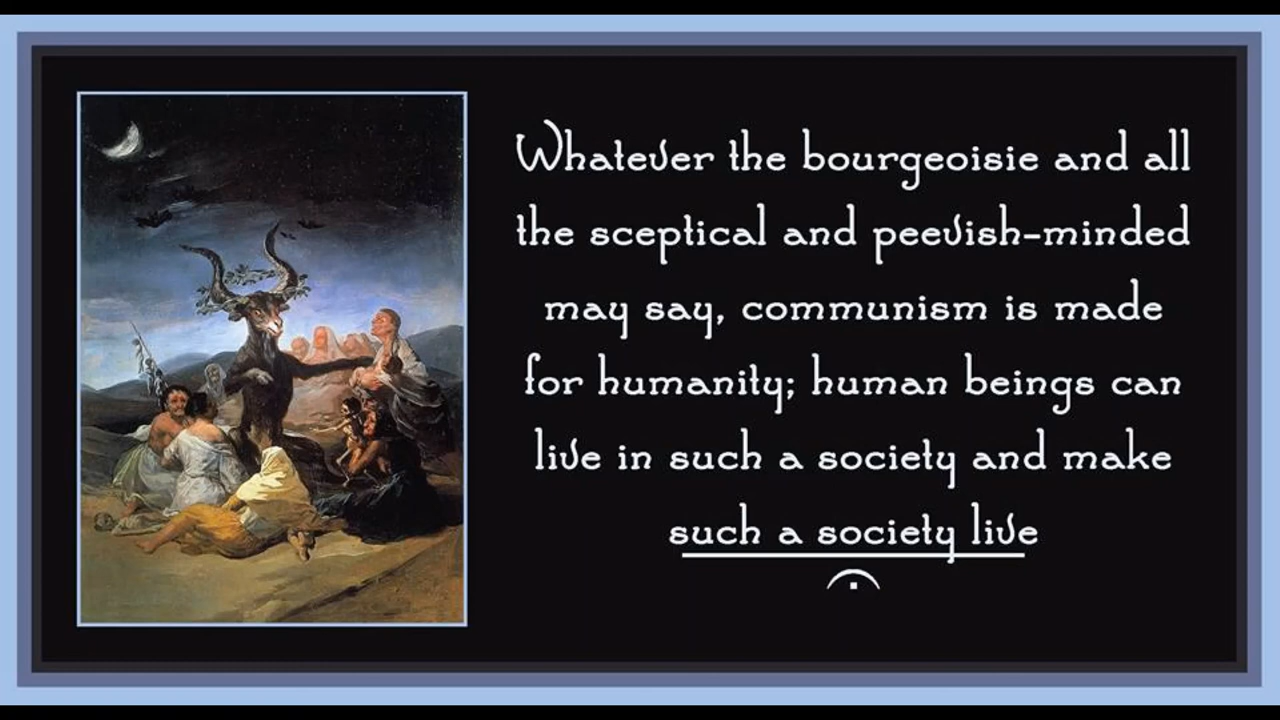 Whatever the bourgeoisie and all
the sceptical and peevish-minded
may say, communism is made
for humanity; human beings can
live in such a society and make
such a society live